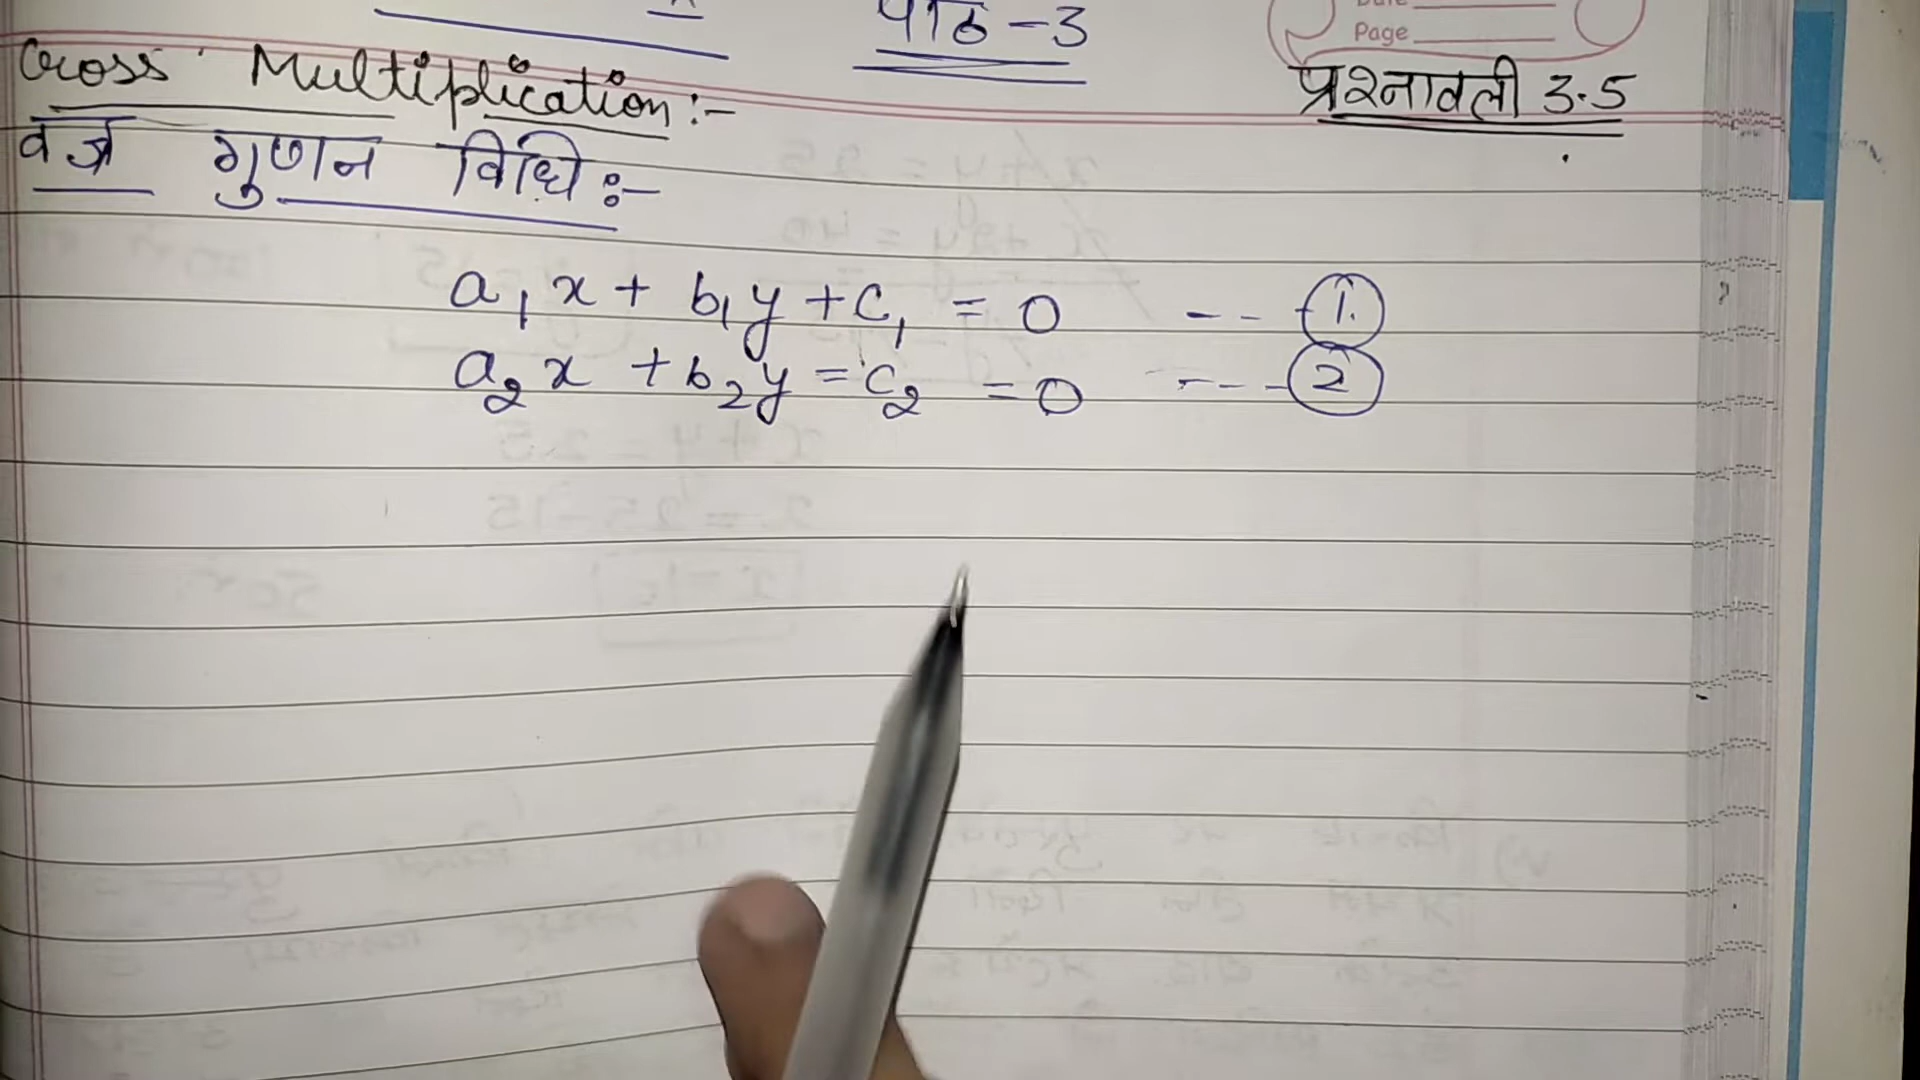 पाठ - 3
Date
Page
Cross Multiplication :-
प्रश्नावली 3.5
वज्र गुणन विधि :-
a₁x + b₁y + c₁ = 0 --- 1.
a₂x + b₂y = c₂ = 0 ---- 2